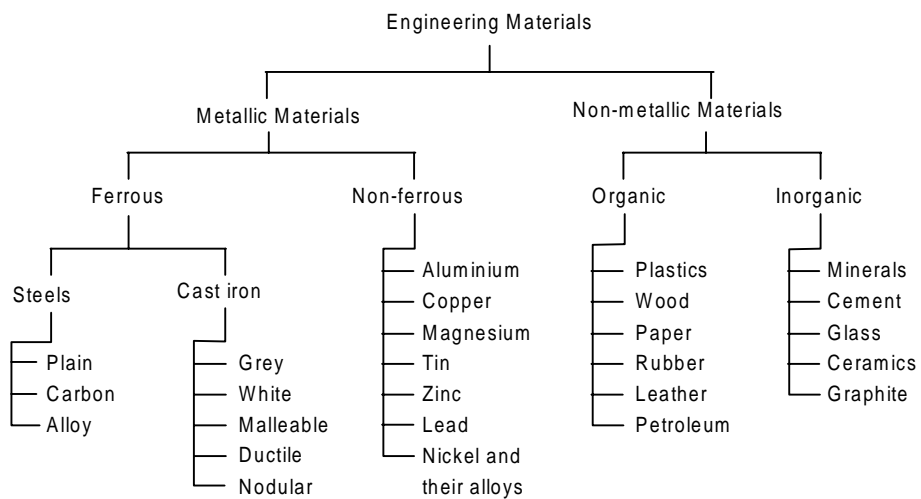 Engineering Materials
Metallic Materials
Non-metallic Materials
Ferrous
Non-ferrous
Organic
Inorganic
Steels
Cast iron
Plain
Carbon
Alloy
Grey
White
Malleable
Ductile
Nodular
Aluminium
Copper
Magnesium
Tin
Zinc
Lead
Nickel and
their alloys
Plastics
Wood
Paper
Rubber
Leather
Petroleum
Minerals
Cement
Glass
Ceramics
Graphite